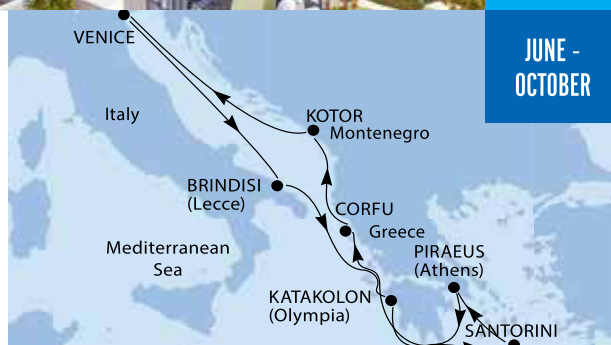 JUNE -
OCTOBER
VENICE
Italy
KOTOR
Montenegro
BRINDISI
(Lecce)
CORFU
Greece
Mediterranean
Sea
PIRAEUS
(Athens)
KATAKOLON
(Olympia)
SANTORINI